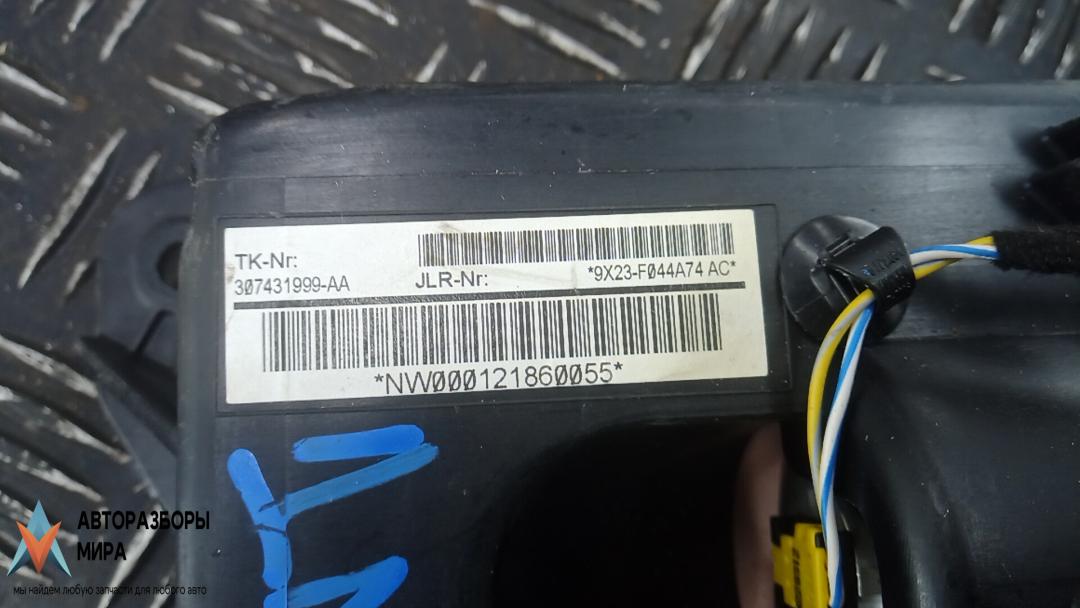 TK-Nr:
307431999-AA
JLR-Nr:
*9X23-F044A74 AC*
*NW000121860055*
АВТОРАЗБОРЫ
МИРА
мы найдем любую запчасти для любого авто